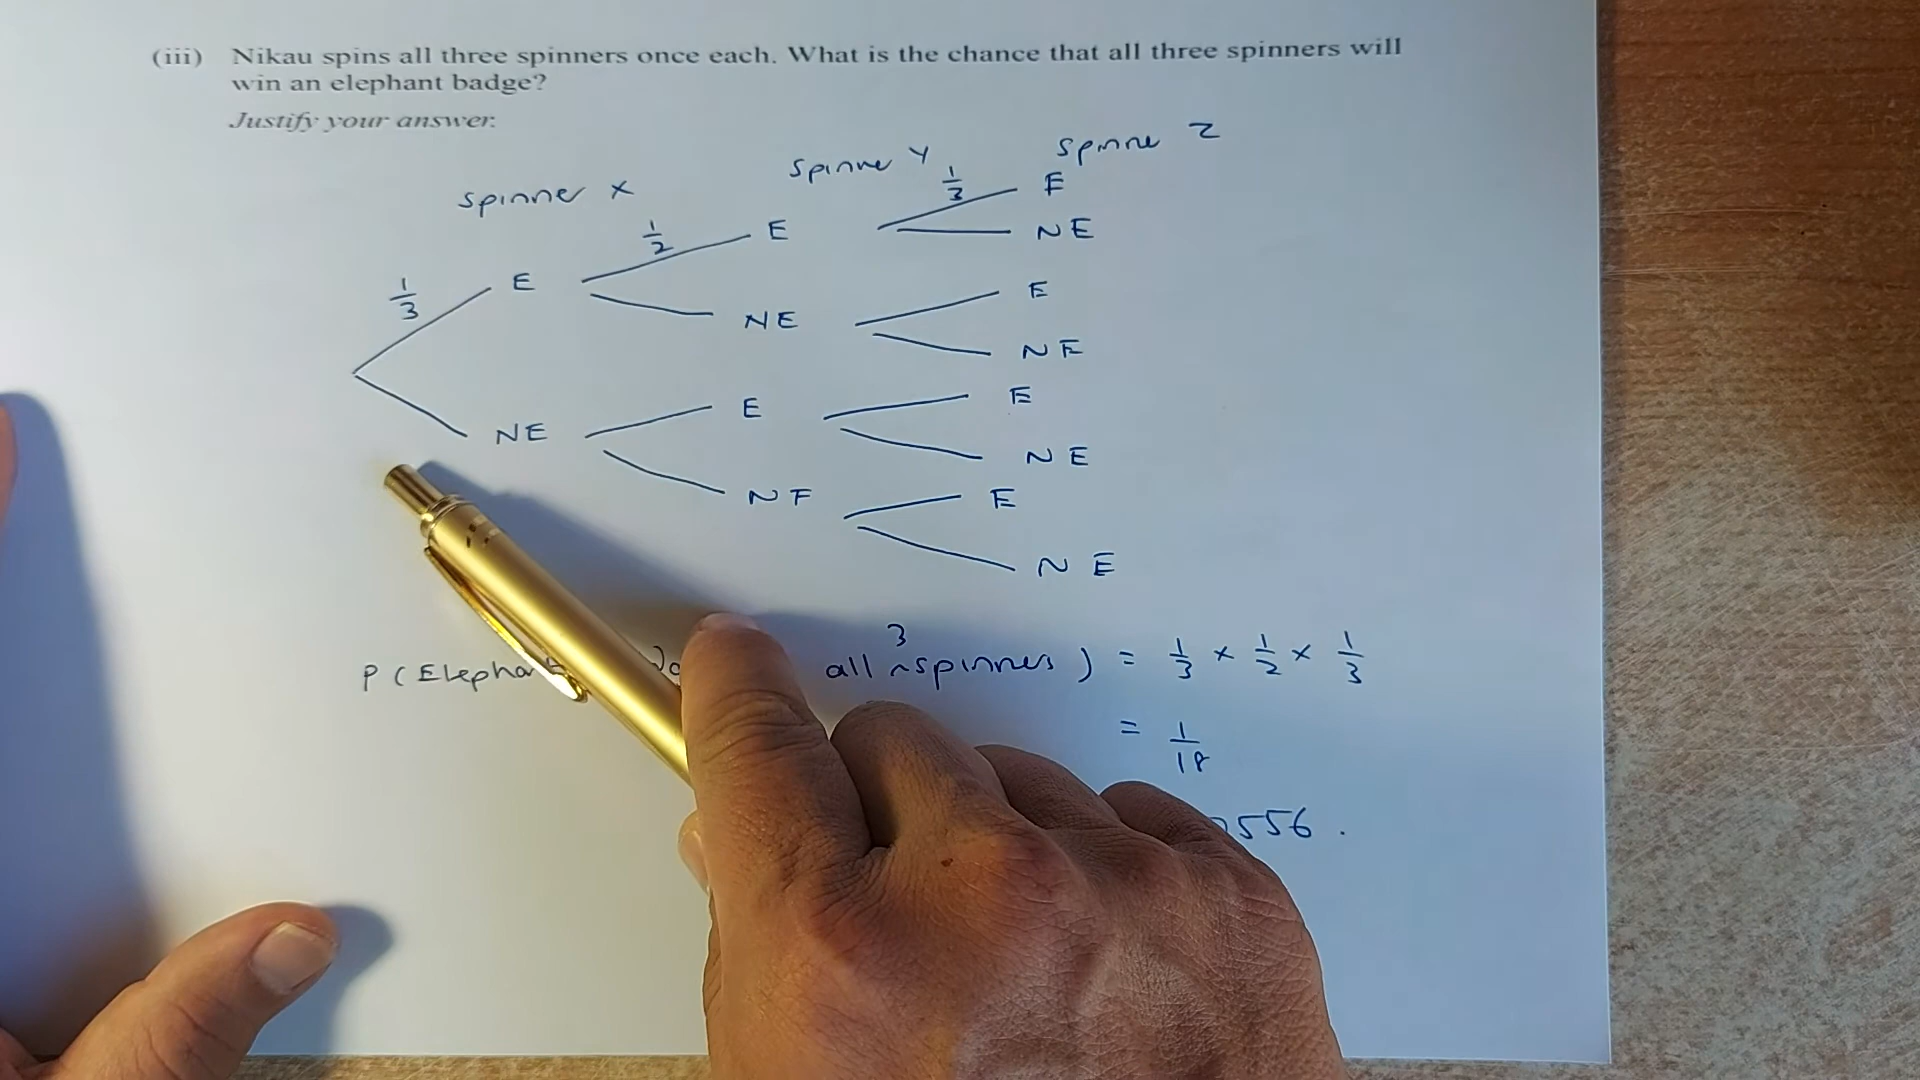 (iii) Nikau spins all three spinners once each. What is the chance that all three spinners will
win an elephant badge?
Justify your answer.
Spinner X
Spinner Y
Spinner Z
1/3 E
1/2 E
1/3 E
NE
NE
E
NE
NE
E
E
NE
NE
E
NE
P(Elephant all 3 ^ spinners) = 1/3 × 1/2 × 1/3
= 1/18
556.